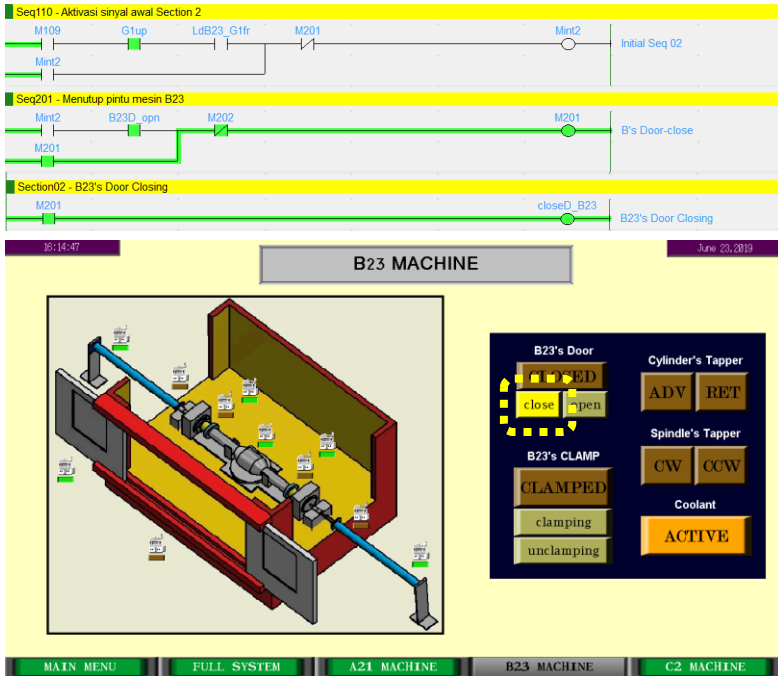 Seq110 - Aktivasi sinyal awal Section 2
M109 G1up LdB23_G1fr M201 Mint2
Initial Seq 02
Mint2
Seq201 - Menutup pintu mesin B23
Mint2 B23D_opn M202 M201
B's Door-close
M201
Section02 - B23's Door Closing
M201 closeD_B23
B23's Door Closing
16:14:47
June 23,2019
B23 MACHINE
B23's Door
CLOSED
close open
B23's CLAMP
CLAMPED
clamping
unclamping
Cylinder's Tapper
ADV RET
Spindle's Tapper
CW CCW
Coolant
ACTIVE
MAIN MENU FULL SYSTEM A21 MACHINE B23 MACHINE C2 MACHINE